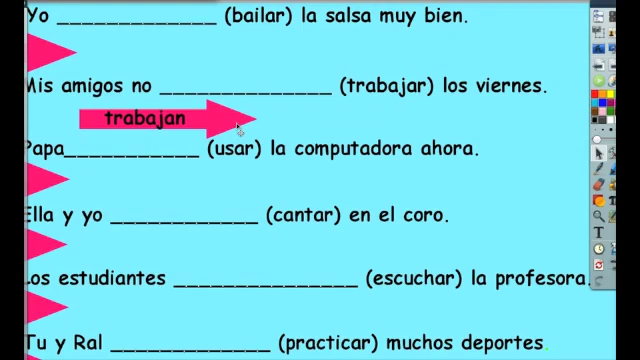 Yo _____________ (bailar) la salsa muy bien.
Mis amigos no ______________ (trabajar) los viernes.
trabajan
Papa___________ (usar) la computadora ahora.
Ella y yo ____________ (cantar) en el coro.
Los estudiantes _______________ (escuchar) la profesora.
Tu y Ral _____________ (practicar) muchos deportes.